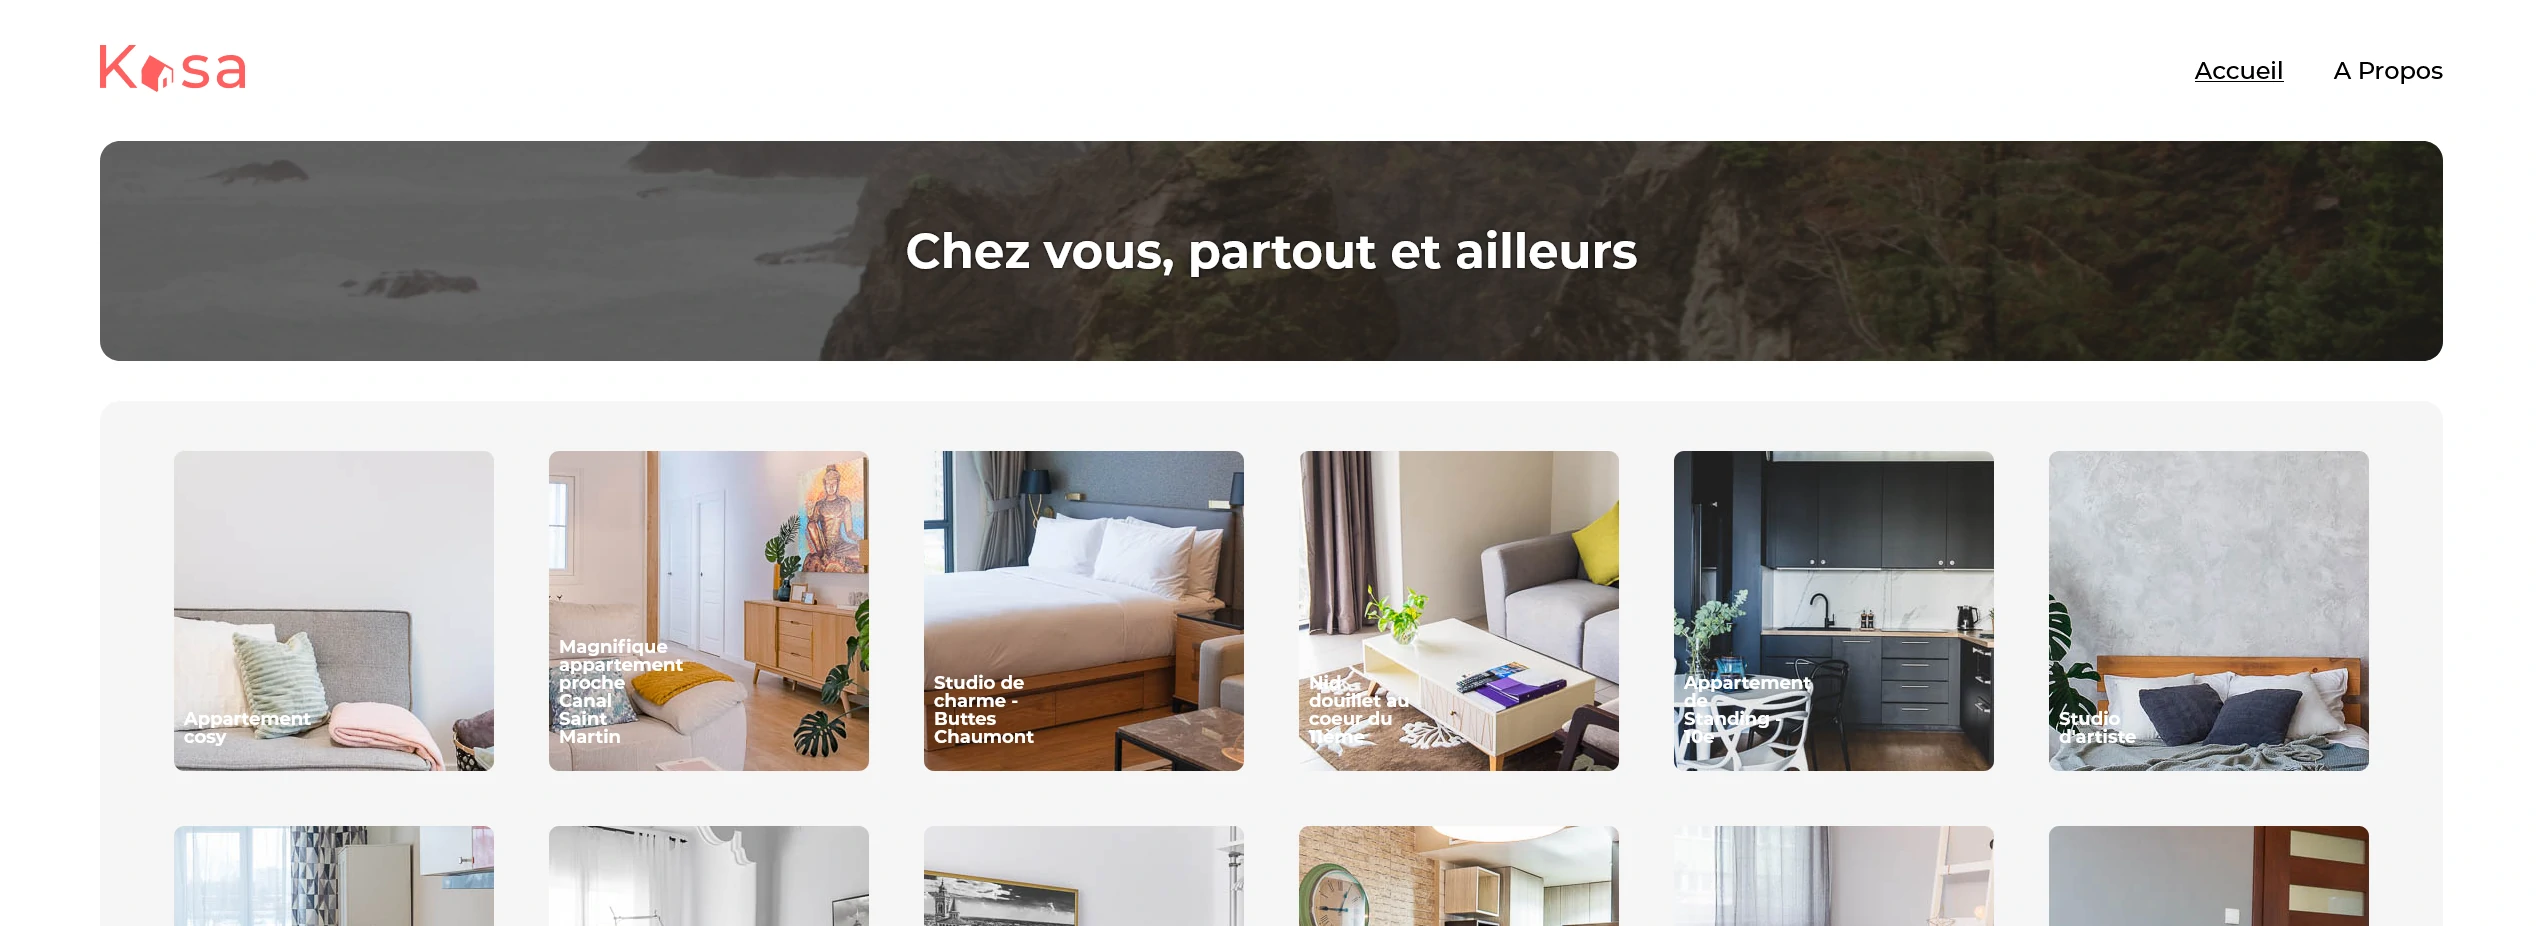 Kasa
Accueil
A Propos
Chez vous, partout et ailleurs
Appartement
cosy
Magnifique
appartement
proche
Canal
Saint
Martin
Studio de
charme -
Buttes
Chaumont
Nid
douillet au
coeur du
11ème
Appartement
de
Standing -
10e
Studio
d'artiste